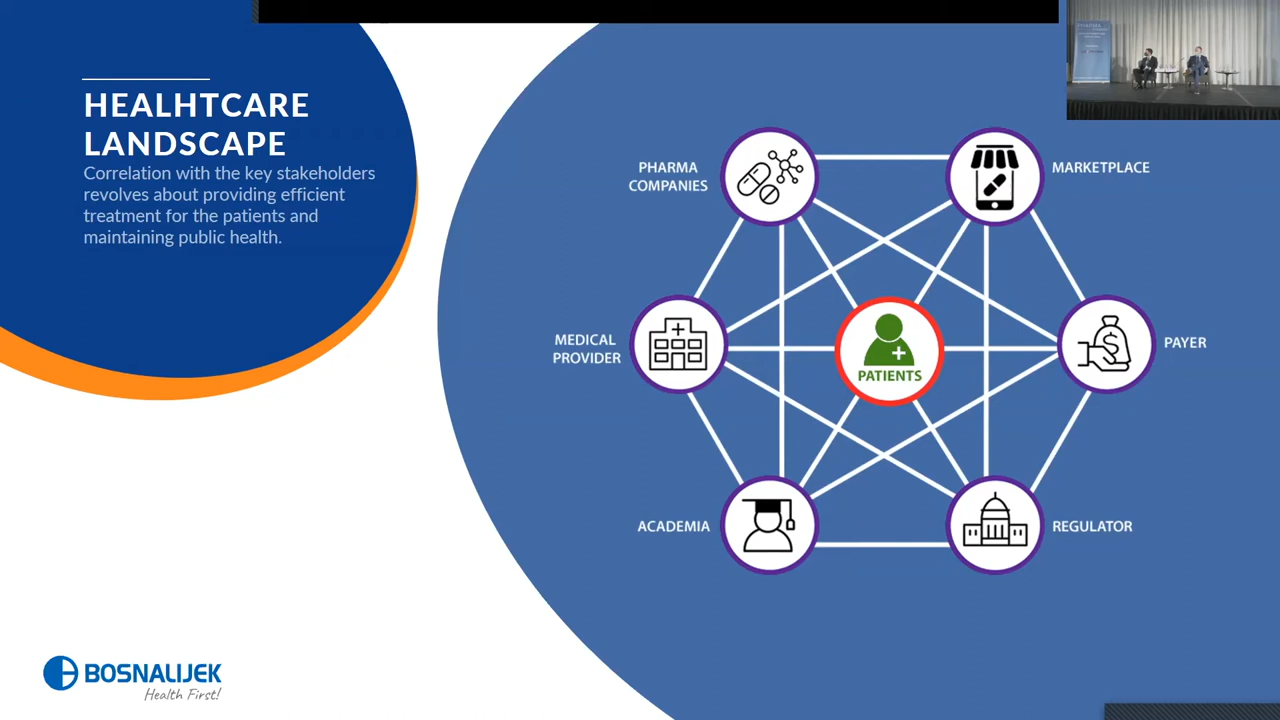 HEALHTCARE
LANDSCAPE
Correlation with the key stakeholders
revolves about providing efficient
treatment for the patients and
maintaining public health.
PHARMA
COMPANIES
MARKETPLACE
MEDICAL
PROVIDER
PATIENTS
PAYER
ACADEMIA
REGULATOR
BOSNALIJEK
Health First!